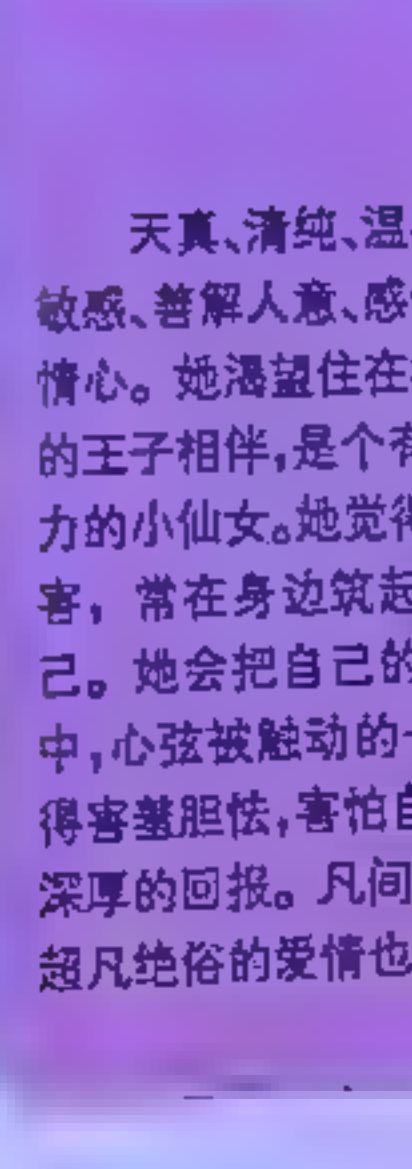 天真、清纯、温
敏感、善解人意、感
情心。她渴望住在
的王子相伴,是个有
力的小仙女。她觉得
害，常在身边筑起
己。她会把自己的
中,心弦被触动的
得害羞胆怯,害怕自
深厚的回报。凡间
超凡绝俗的爱情也